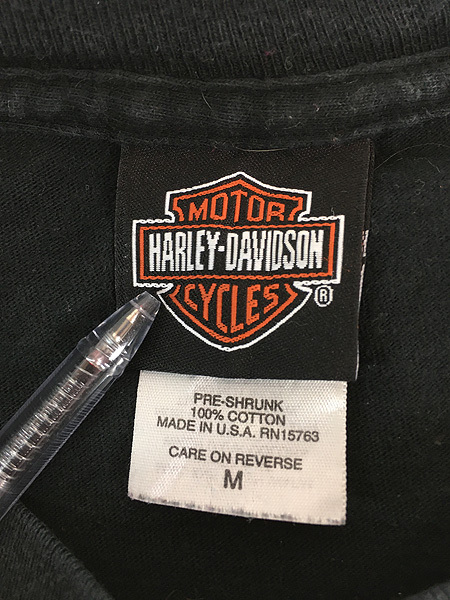 MOTOR
HARLEY-DAVIDSON
CYCLES
®
PRE-SHRUNK
100% COTTON
MADE IN U.S.A. RN15763
CARE ON REVERSE
M